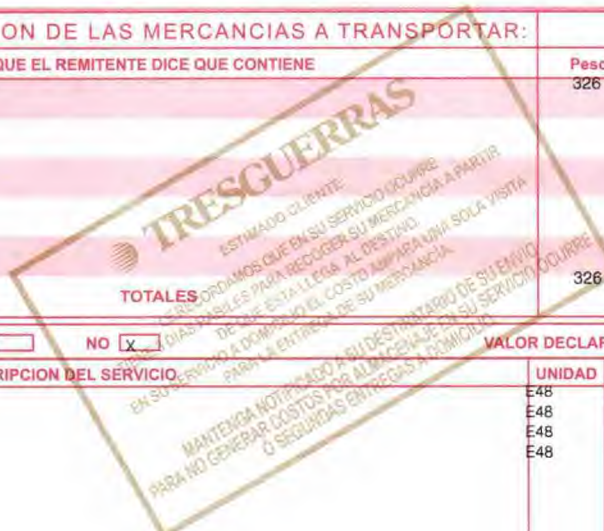 ON DE LAS MERCANCIAS A TRANSPORTAR:
QUE EL REMITENTE DICE QUE CONTIENE Peso
326
TRESGUERRAS
ESTIMADO CLIENTE
LE RECORDAMOS QUE EN SU SERVICIO OCURRE
DIAS HABILES PARA RECOGER SU MERCANCIA A PARTIR
DE QUE ESTA LLEGA AL DESTINO.
EN SU SERVICIO A DOMICILIO EL COSTO AMPARA UNA SOLA VISITA
PARA LA ENTREGA DE SU MERCANCIA.
MANTENGA NOTIFICADO A SU DESTINATARIO DE SU ENVIO
PARA NO GENERAR COSTOS POR ALMACENAJE EN SU SERVICIO OCURRE
O SEGUNDAS ENTREGAS A DOMICILIO
TOTALES 326
NO X VALOR DECLAR
RIPCION DEL SERVICIO UNIDAD
E48
E48
E48
E48